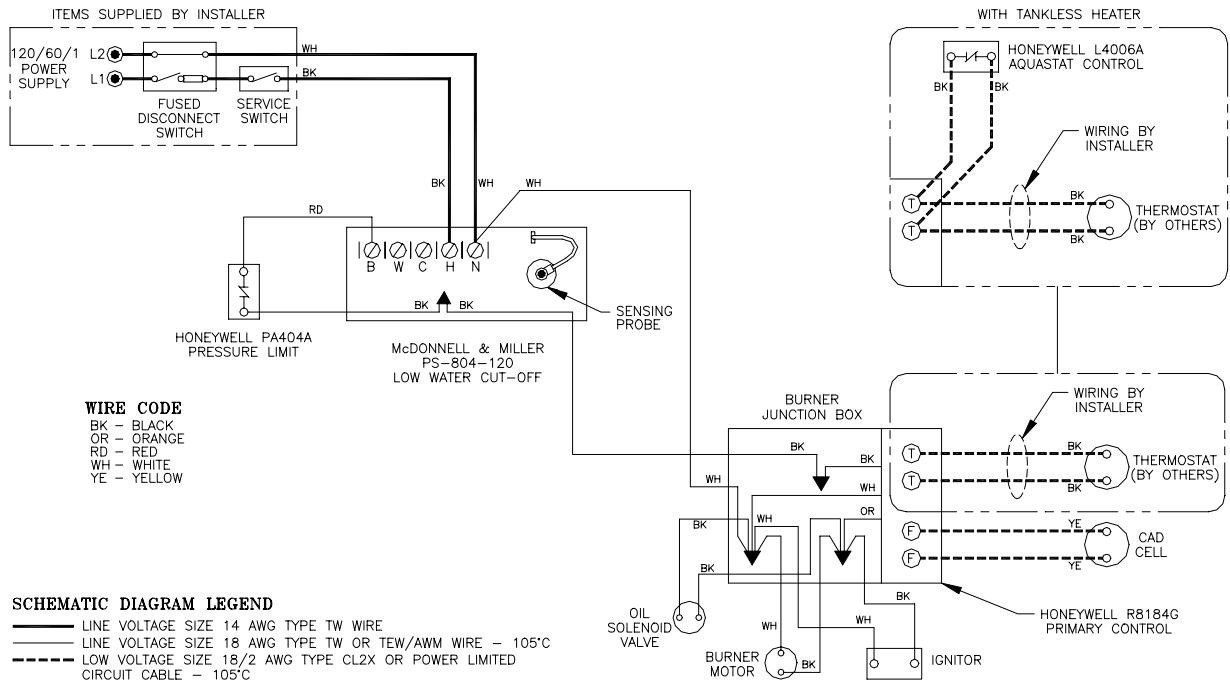 ITEMS SUPPLIED BY INSTALLER
120/60/1
POWER
SUPPLY
L2
L1
WH
BK
FUSED
DISCONNECT
SWITCH
SERVICE
SWITCH
BK
WH
WH
RD
B
W
C
H
N
BK
BK
SENSING
PROBE
HONEYWELL PA404A
PRESSURE LIMIT
McDONNELL & MILLER
PS-804-120
LOW WATER CUT-OFF
WITH TANKLESS HEATER
HONEYWELL L4006A
AQUASTAT CONTROL
BK
BK
WIRING BY
INSTALLER
T
T
BK
BK
THERMOSTAT
(BY OTHERS)
WIRE CODE
BK - BLACK
OR - ORANGE
RD - RED
WH - WHITE
YE - YELLOW
BURNER
JUNCTION BOX
WIRING BY
INSTALLER
BK
BK
WH
WH
OR
BK
WH
BK
T
T
BK
BK
THERMOSTAT
(BY OTHERS)
F
F
YE
YE
CAD
CELL
OIL
SOLENOID
VALVE
WH
BK
WH
BK
BURNER
MOTOR
IGNITOR
HONEYWELL R8184G
PRIMARY CONTROL
SCHEMATIC DIAGRAM LEGEND
LINE VOLTAGE SIZE 14 AWG TYPE TW WIRE
LINE VOLTAGE SIZE 18 AWG TYPE TW OR TEW/AWM WIRE - 105°C
LOW VOLTAGE SIZE 18/2 AWG TYPE CL2X OR POWER LIMITED
CIRCUIT CABLE - 105°C